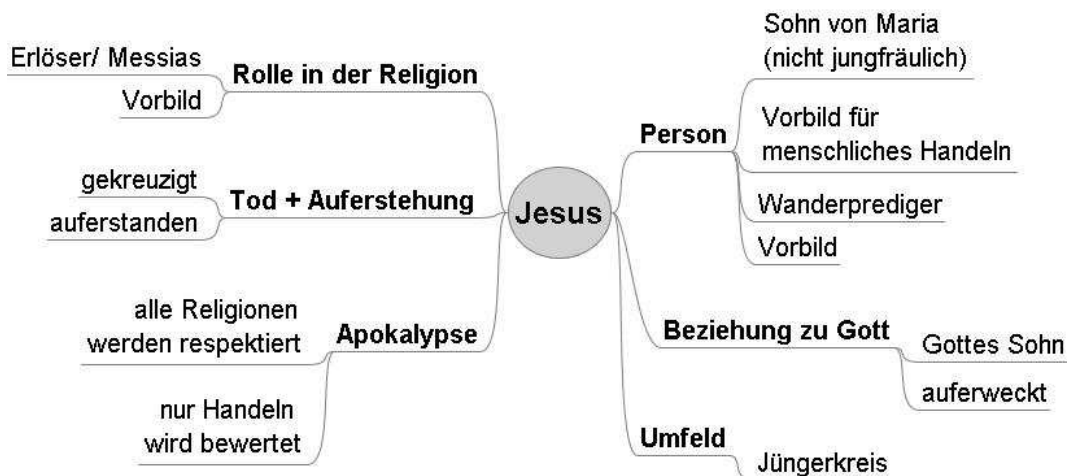 Erlöser/ Messias
Vorbild
Rolle in der Religion
gekreuzigt
auferstanden
Tod + Auferstehung
alle Religionen
werden respektiert
nur Handeln
wird bewertet
Apokalypse
Jesus
Person
Sohn von Maria
(nicht jungfräulich)
Vorbild für
menschliches Handeln
Wanderprediger
Vorbild
Beziehung zu Gott
Gottes Sohn
auferweckt
Umfeld
Jüngerkreis